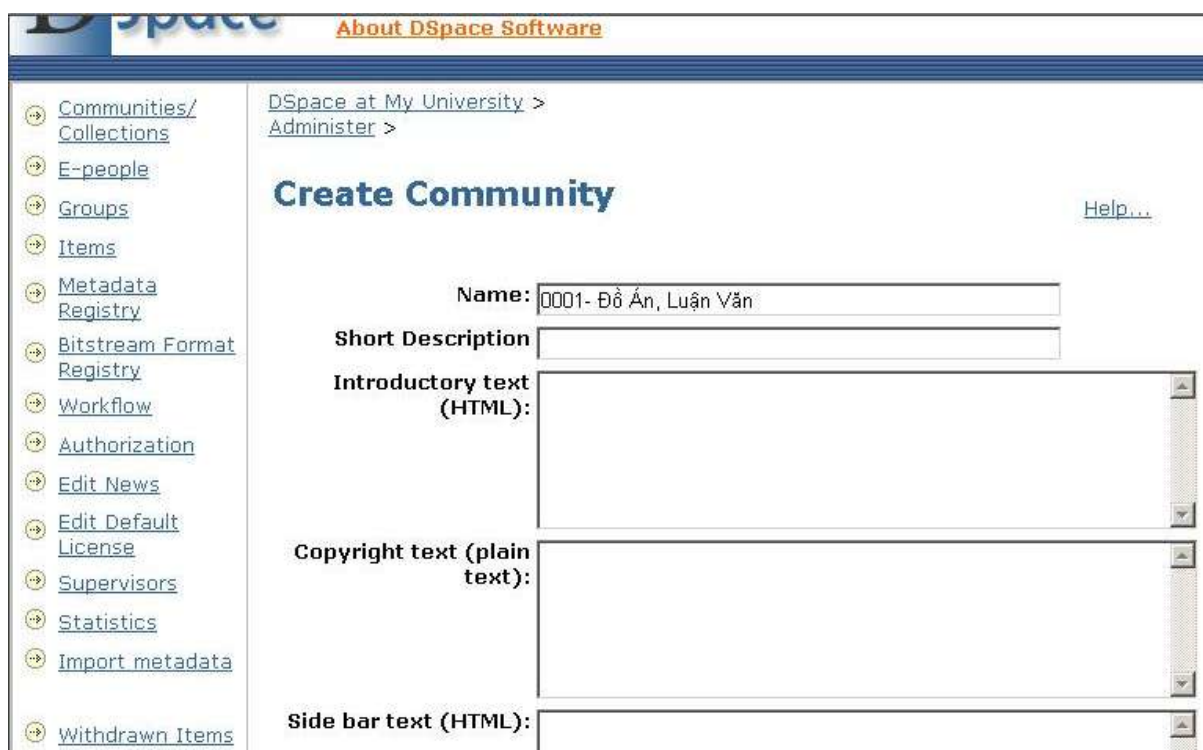 DSpace
About DSpace Software
Communities/
Collections
E-people
Groups
Items
Metadata
Registry
Bitstream Format
Registry
Workflow
Authorization
Edit News
Edit Default
License
Supervisors
Statistics
Import metadata
Withdrawn Items
DSpace at My University >
Administer >
Create Community
Help...
Name: 0001- Đồ Án, Luận Văn
Short Description
Introductory text
(HTML):
Copyright text (plain
text):
Side bar text (HTML):